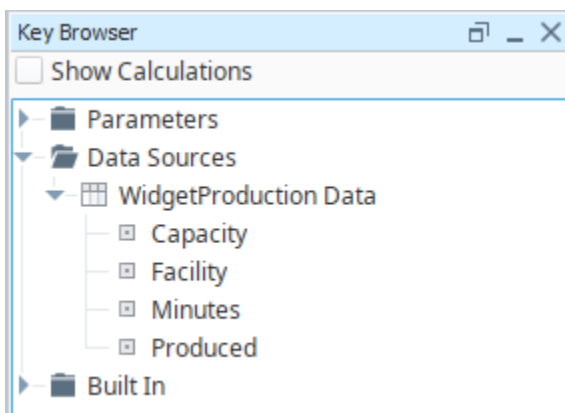 Key Browser
Show Calculations
Parameters
Data Sources
WidgetProduction Data
Capacity
Facility
Minutes
Produced
Built In